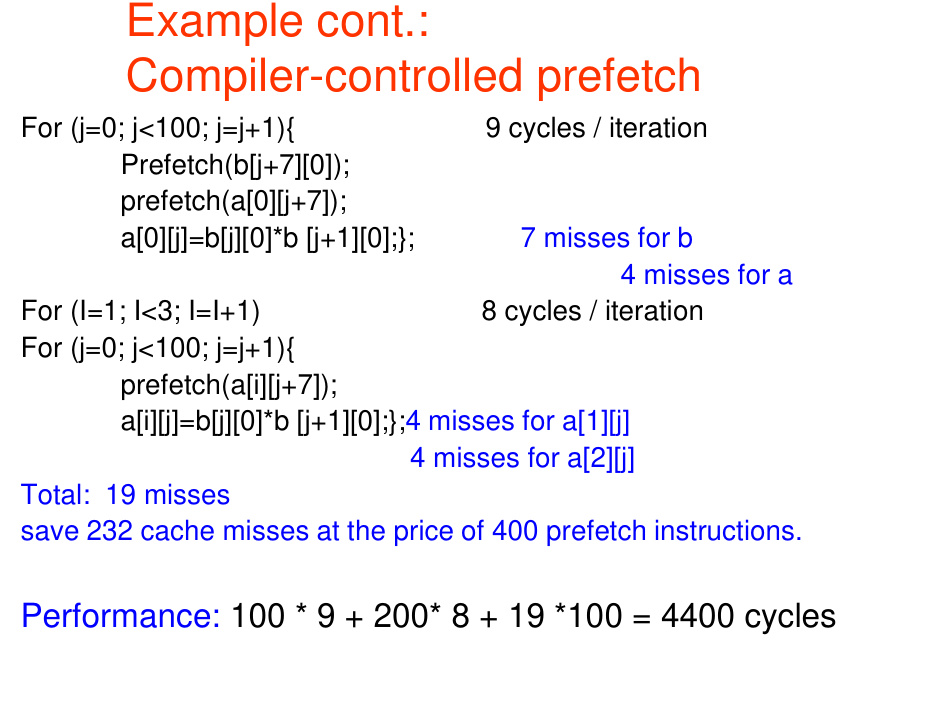 Example cont.:
Compiler-controlled prefetch
For (j=0; j<100; j=j+1){ 9 cycles / iteration
Prefetch(b[j+7][0]);
prefetch(a[0][j+7]);
a[0][j]=b[j][0]*b [j+1][0];}; 7 misses for b
4 misses for a
For (I=1; I<3; I=I+1) 8 cycles / iteration
For (j=0; j<100; j=j+1){
prefetch(a[i][j+7]);
a[i][j]=b[j][0]*b [j+1][0];};4 misses for a[1][j]
4 misses for a[2][j]
Total: 19 misses
save 232 cache misses at the price of 400 prefetch instructions.
Performance: 100 * 9 + 200* 8 + 19 *100 = 4400 cycles